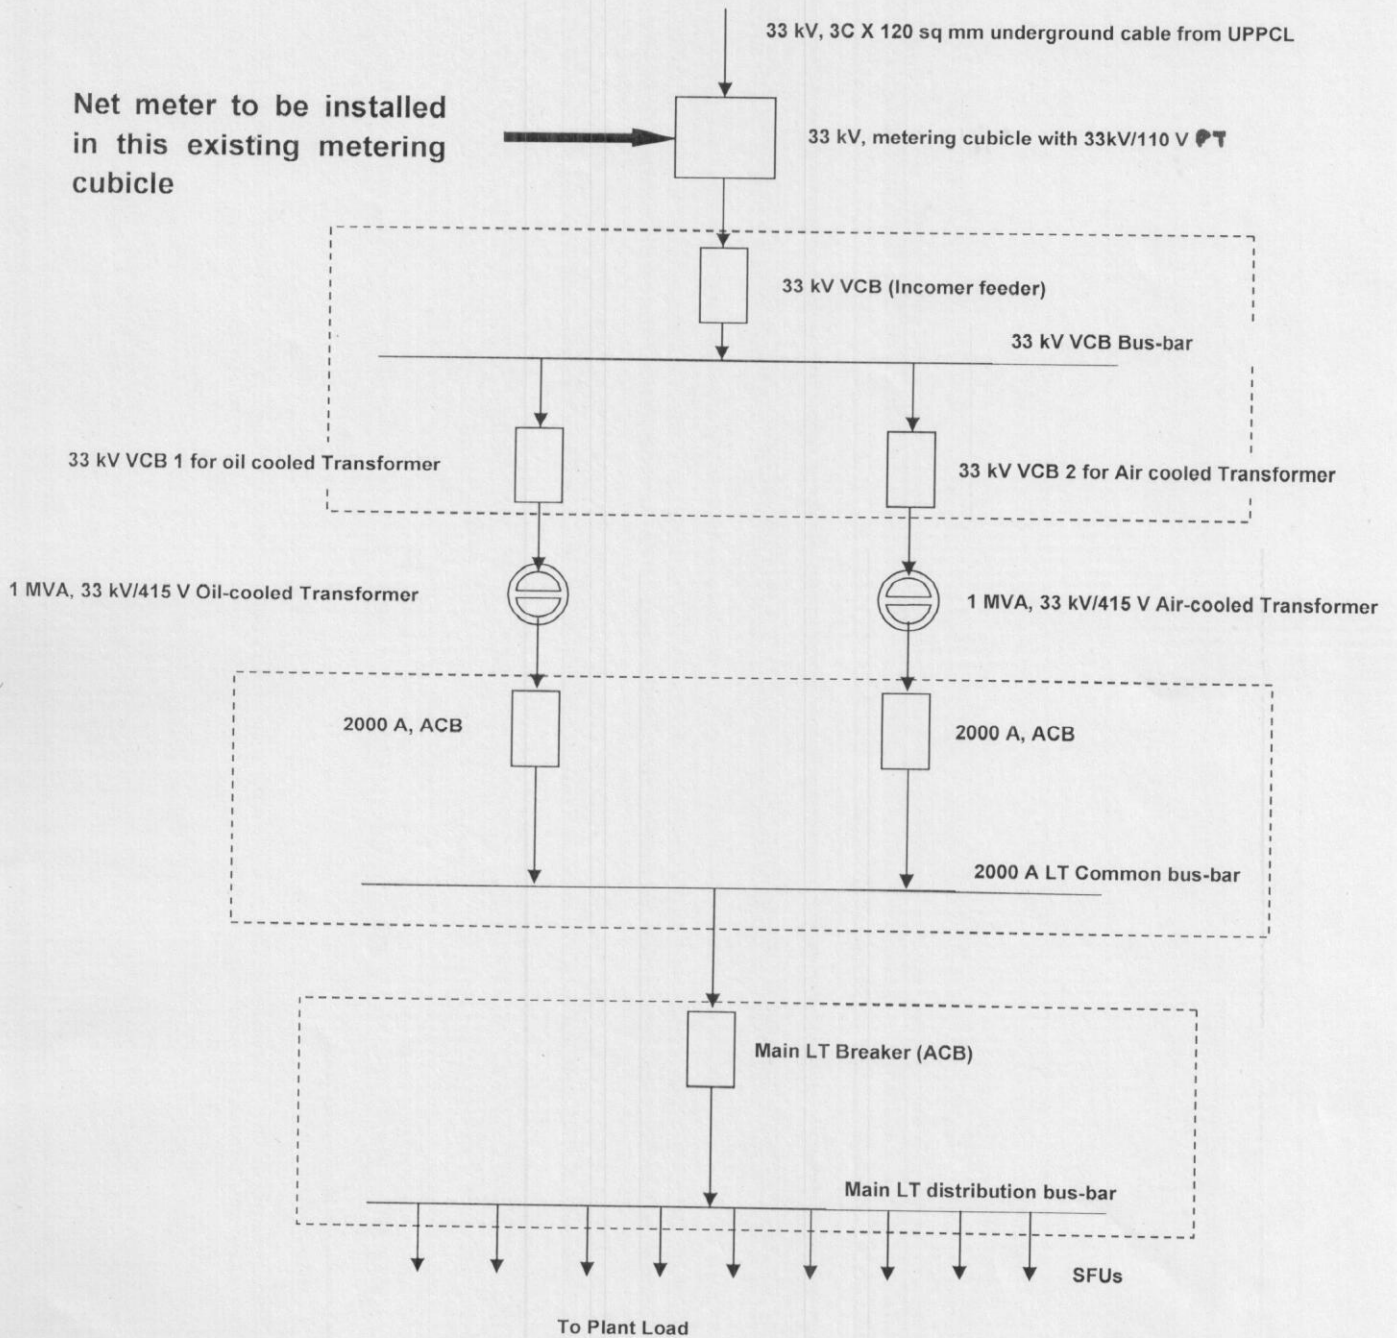 33 kV, 3C X 120 sq mm underground cable from UPPCL
Net meter to be installed
in this existing metering
cubicle
33 kV, metering cubicle with 33kV/110 V PT
33 kV VCB (Incomer feeder)
33 kV VCB Bus-bar
33 kV VCB 1 for oil cooled Transformer
33 kV VCB 2 for Air cooled Transformer
1 MVA, 33 kV/415 V Oil-cooled Transformer
1 MVA, 33 kV/415 V Air-cooled Transformer
2000 A, ACB
2000 A, ACB
2000 A LT Common bus-bar
Main LT Breaker (ACB)
Main LT distribution bus-bar
SFUs
To Plant Load